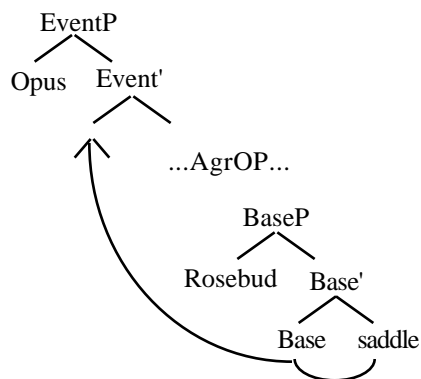 EventP
Opus Event'
...AgrOP...
BaseP
Rosebud Base'
Base saddle